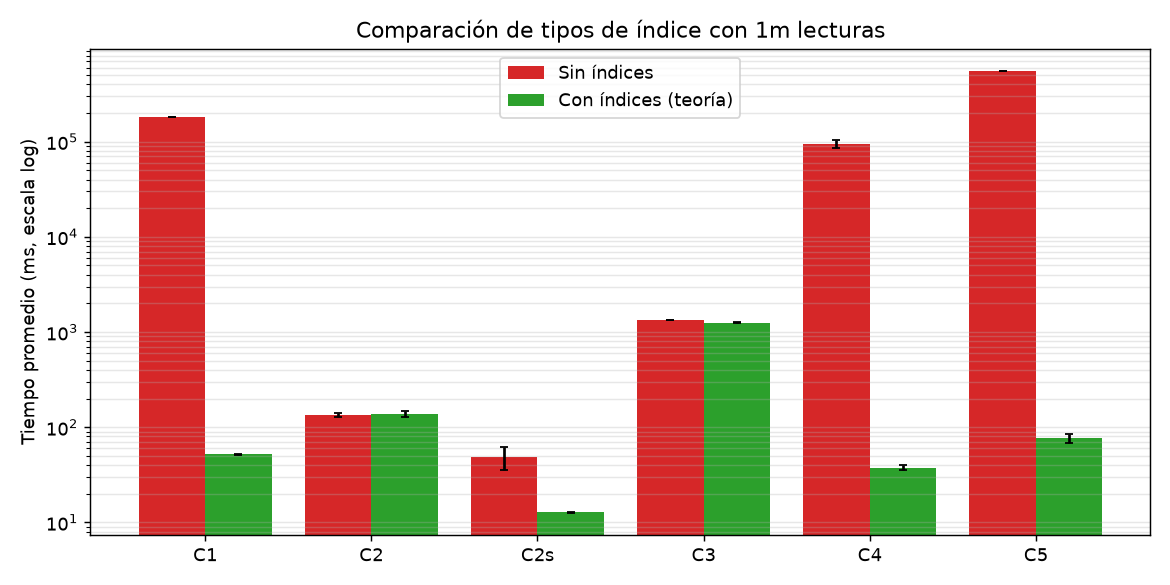 Comparación de tipos de índice con 1m lecturas
Sin índices
Con índices (teoría)
Tiempo promedio (ms, escala log)
10⁵
10⁴
10³
10²
10¹
C1
C2
C2s
C3
C4
C5